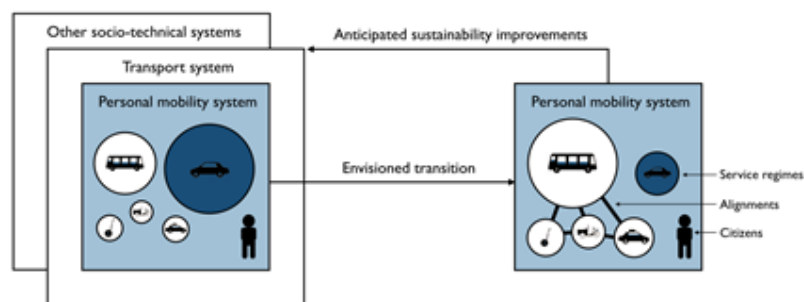 Other socio-technical systems
Anticipated sustainability improvements
Transport system
Personal mobility system
Personal mobility system
Envisioned transition
Service regimes
Alignments
Citizens